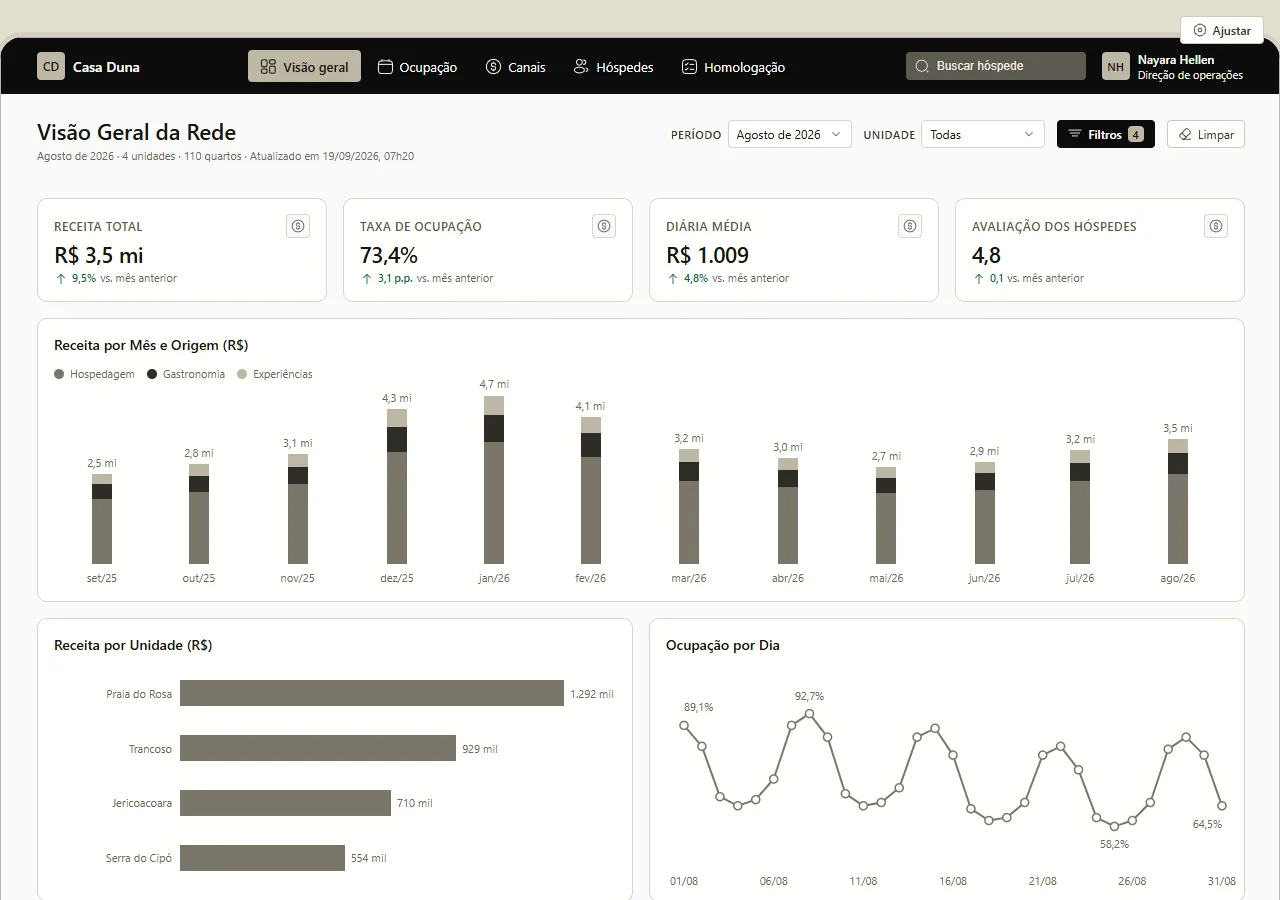 Ajustar
CD Casa Duna Visão geral Ocupação Canais Hóspedes Homologação Buscar hóspede NH Nayara Hellen
Direção de operações
Visão Geral da Rede
PERÍODO Agosto de 2026 UNIDADE Todas Filtros 4 Limpar
Agosto de 2026 · 4 unidades · 110 quartos · Atualizado em 19/09/2026, 07h20
RECEITA TOTAL
R$ 3,5 mi
↑ 9,5% vs. mês anterior
TAXA DE OCUPAÇÃO
73,4%
↑ 3,1 p.p. vs. mês anterior
DIÁRIA MÉDIA
R$ 1.009
↑ 4,8% vs. mês anterior
AVALIAÇÃO DOS HÓSPEDES
4,8
↑ 0,1 vs. mês anterior
Receita por Mês e Origem (R$)
Hospedagem Gastronomia Experiências
2,5 mi 2,8 mi 3,1 mi 4,3 mi 4,7 mi 4,1 mi 3,2 mi 3,0 mi 2,7 mi 2,9 mi 3,2 mi 3,5 mi
set/25 out/25 nov/25 dez/25 jan/26 fev/26 mar/26 abr/26 mai/26 jun/26 jul/26 ago/26
Receita por Unidade (R$)
Praia do Rosa 1.292 mil
Trancoso 929 mil
Jericoacoara 710 mil
Serra do Cipó 554 mil
Ocupação por Dia
89,1% 92,7% 58,2% 64,5%
01/08 06/08 11/08 16/08 21/08 26/08 31/08